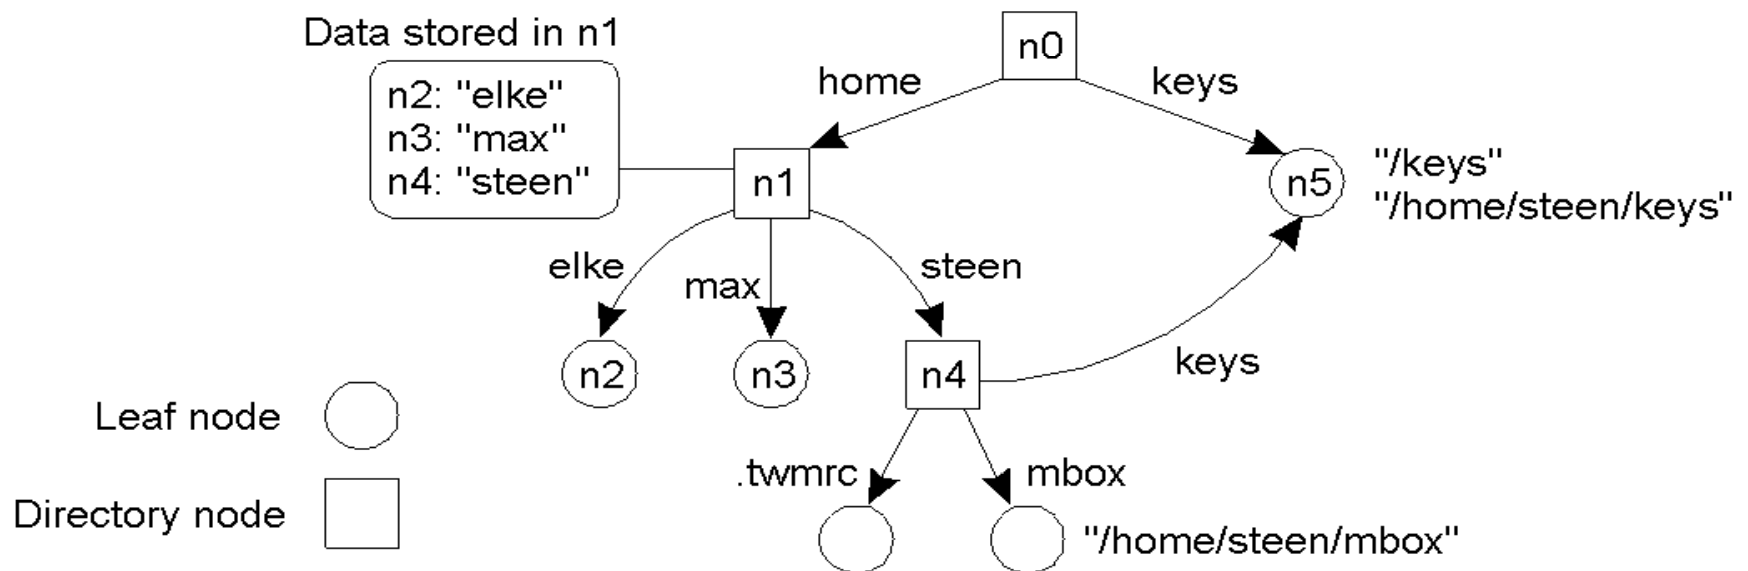 Data stored in n1
n2: "elke"
n3: "max"
n4: "steen"
n0
home
keys
n1
n5
"/keys"
"/home/steen/keys"
elke
max
steen
n2
n3
n4
keys
Leaf node
.twmrc
mbox
Directory node
"/home/steen/mbox"